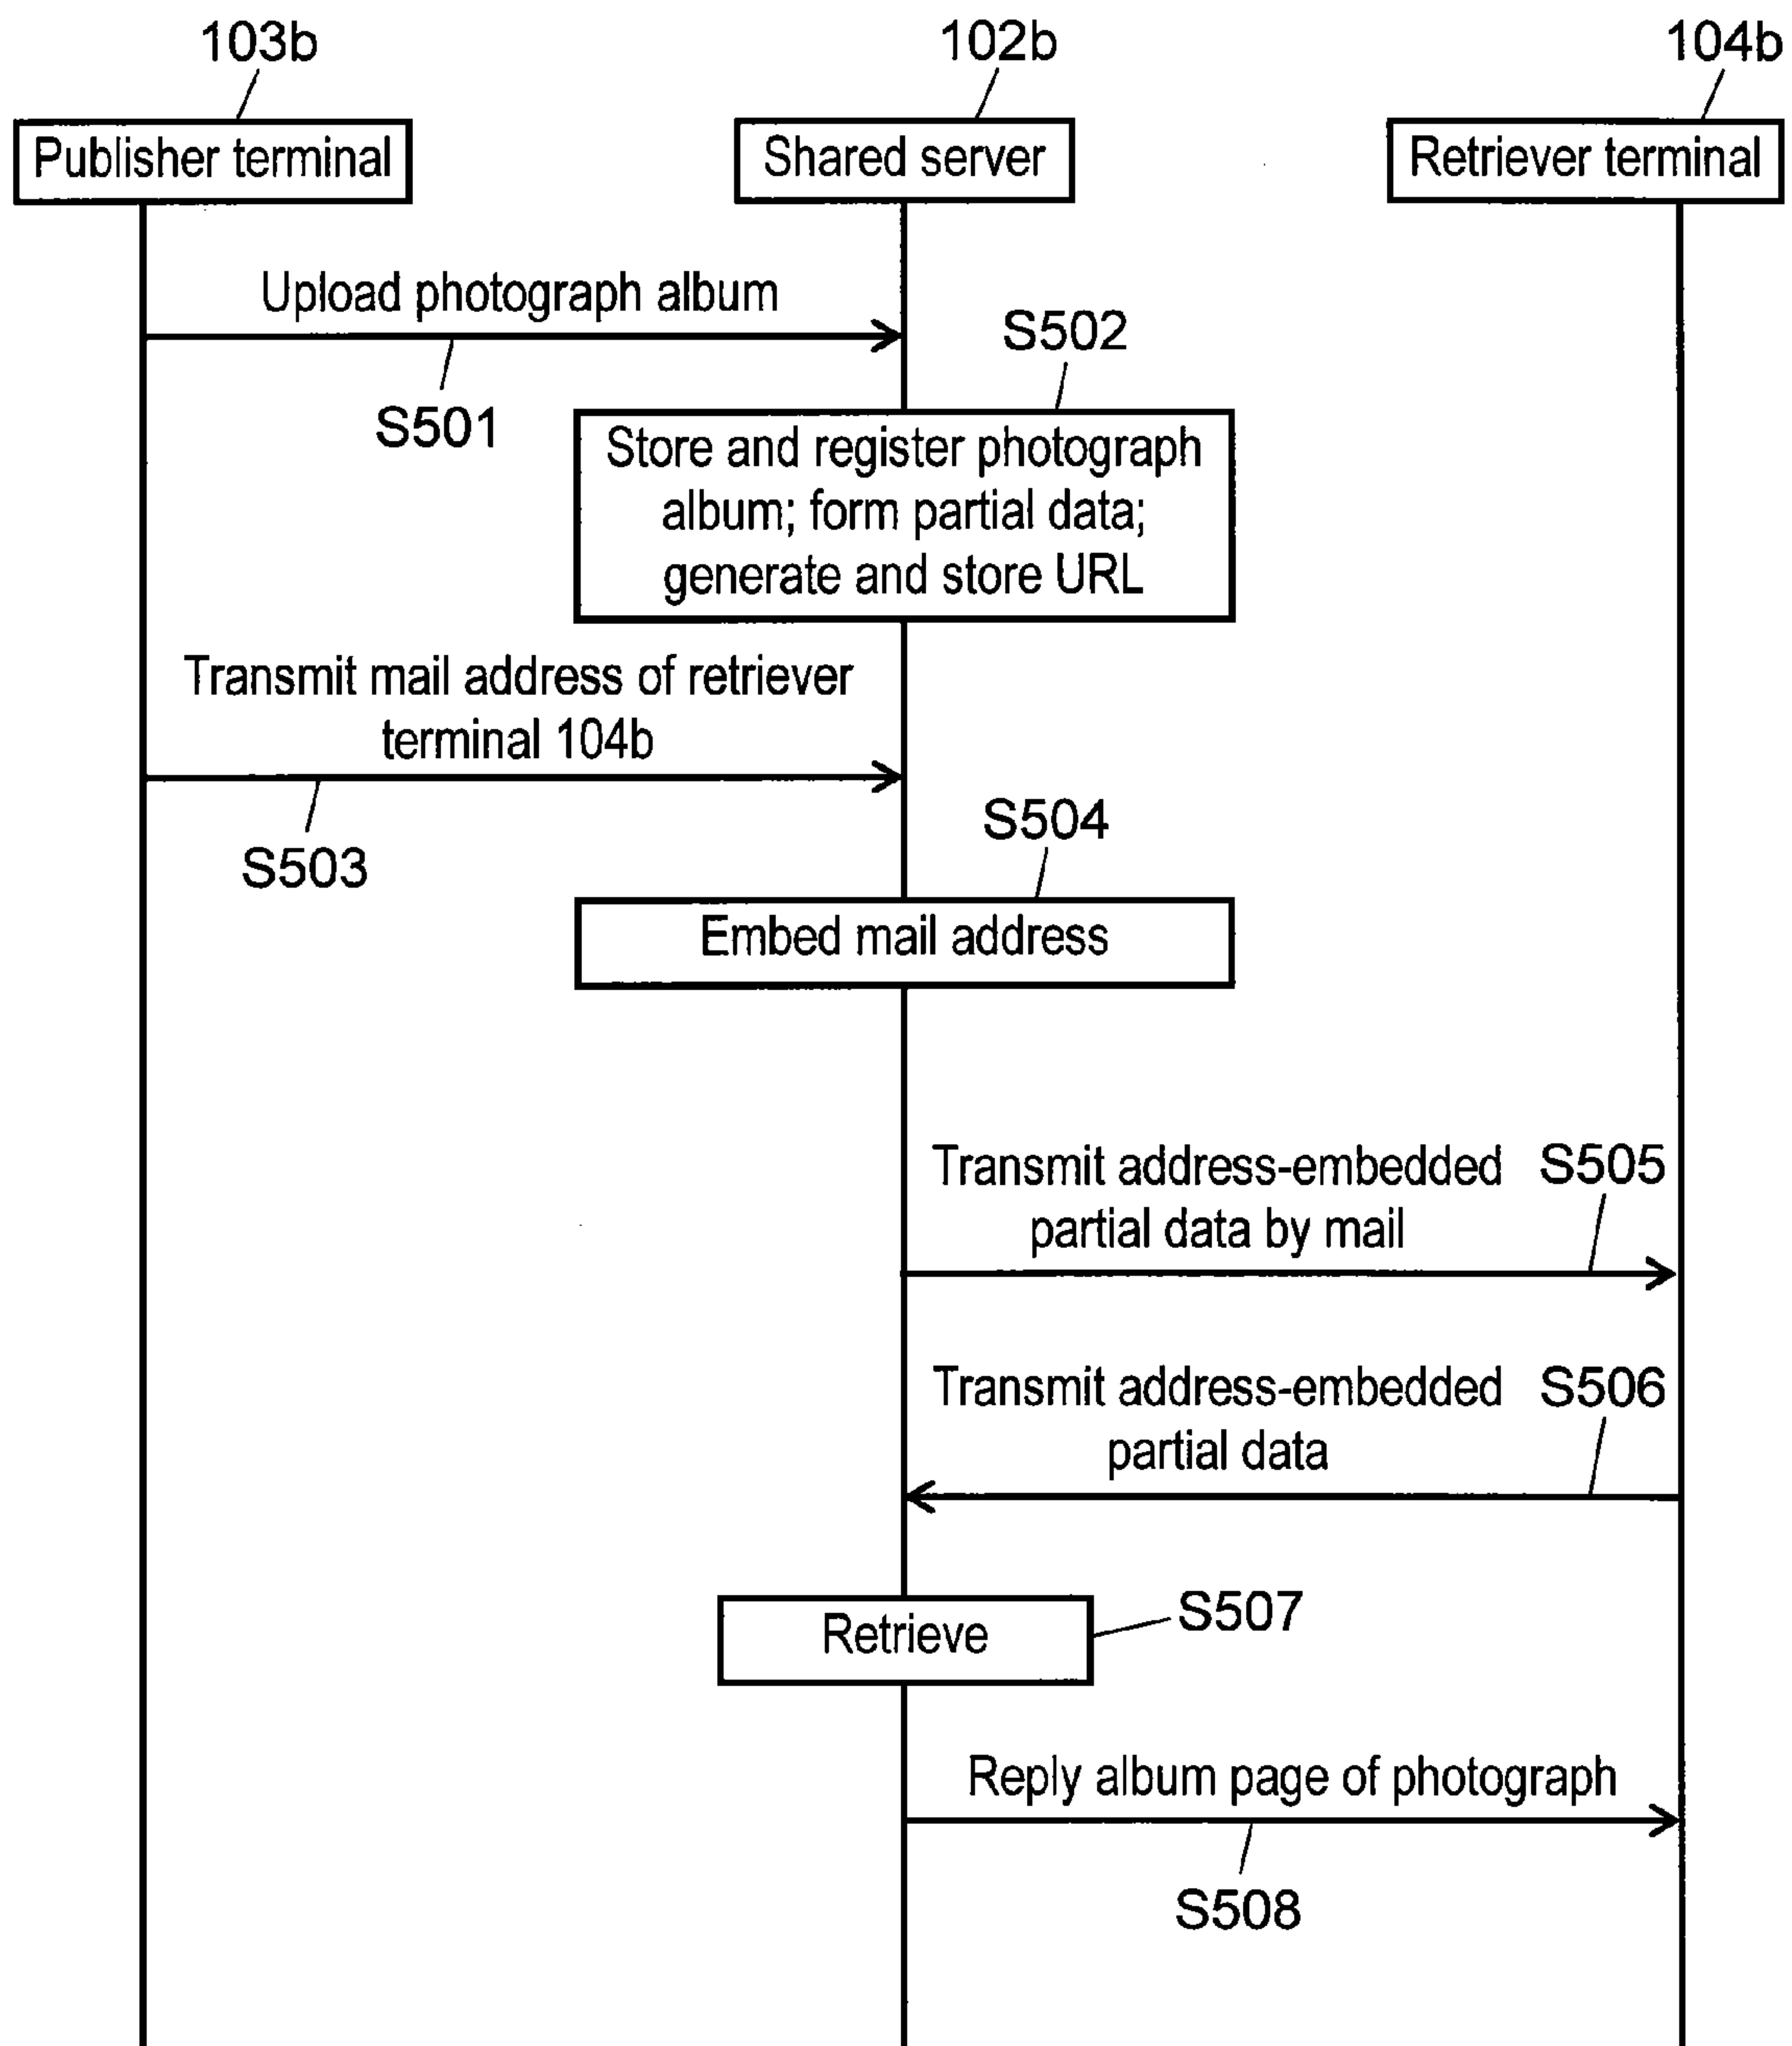 103b
102b
104b
Publisher terminal
Shared server
Retriever terminal
Upload photograph album
S501
S502
Store and register photograph
album; form partial data;
generate and store URL
Transmit mail address of retriever
terminal 104b
S503
S504
Embed mail address
Transmit address-embedded
partial data by mail
S505
Transmit address-embedded
partial data
S506
Retrieve
S507
Reply album page of photograph
S508